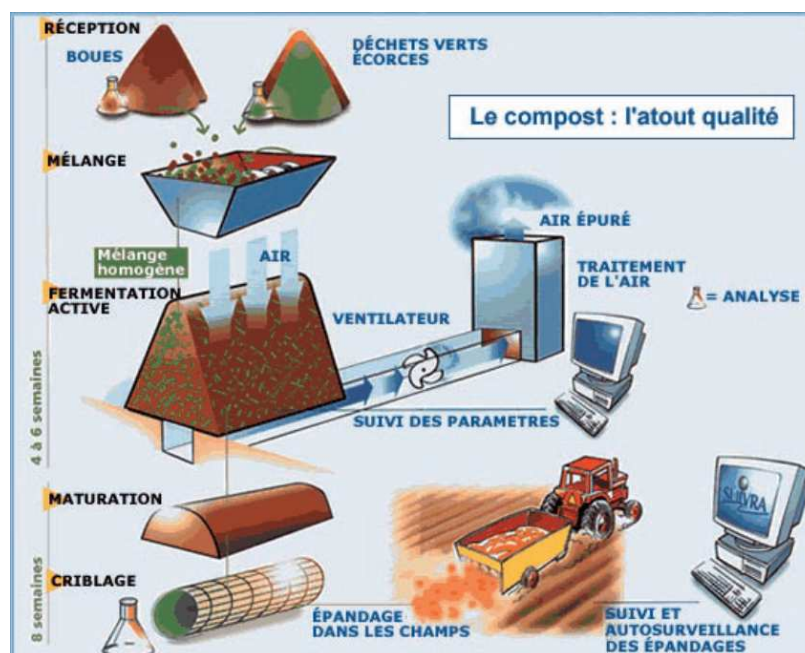 RÉCEPTION
BOUES
DÉCHETS VERTS
ÉCORCES
Le compost : l'atout qualité
MÉLANGE
AIR ÉPURÉ
Mélange
homogène
AIR
TRAITEMENT
DE L'AIR
= ANALYSE
FERMENTATION
ACTIVE
VENTILATEUR
4 à 6 semaines
SUIVI DES PARAMETRES
MATURATION
CRIBLAGE
8 semaines
ÉPANDAGE
DANS LES CHAMPS
SUIVI ET
AUTOSURVEILLANCE
DES ÉPANDAGES